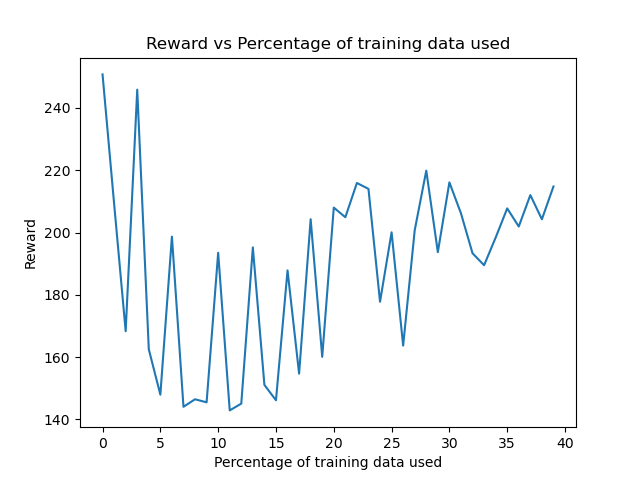 Reward vs Percentage of training data used
Reward
240
220
200
180
160
140
0 5 10 15 20 25 30 35 40
Percentage of training data used